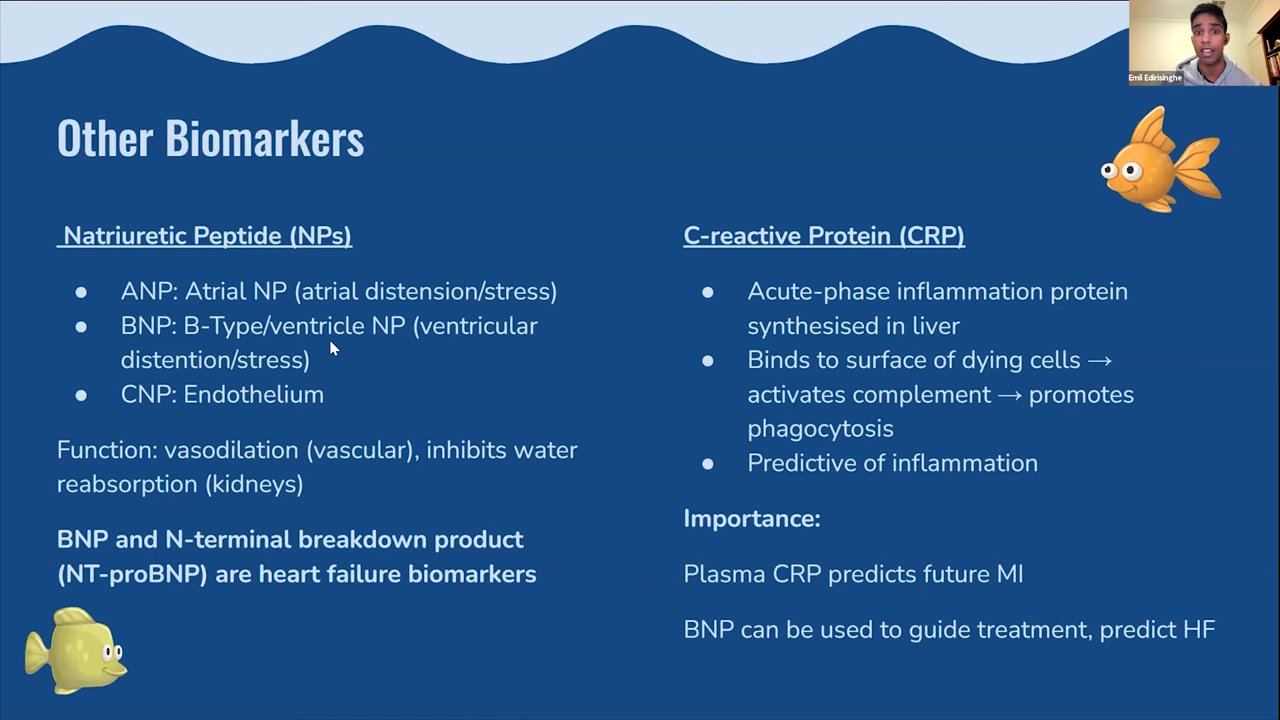 Emil Edirisinghe
Other Biomarkers
Natriuretic Peptide (NPs)
● ANP: Atrial NP (atrial distension/stress)
● BNP: B-Type/ventricle NP (ventricular
distention/stress)
● CNP: Endothelium
Function: vasodilation (vascular), inhibits water
reabsorption (kidneys)
BNP and N-terminal breakdown product
(NT-proBNP) are heart failure biomarkers
C-reactive Protein (CRP)
● Acute-phase inflammation protein
synthesised in liver
● Binds to surface of dying cells →
activates complement → promotes
phagocytosis
● Predictive of inflammation
Importance:
Plasma CRP predicts future MI
BNP can be used to guide treatment, predict HF